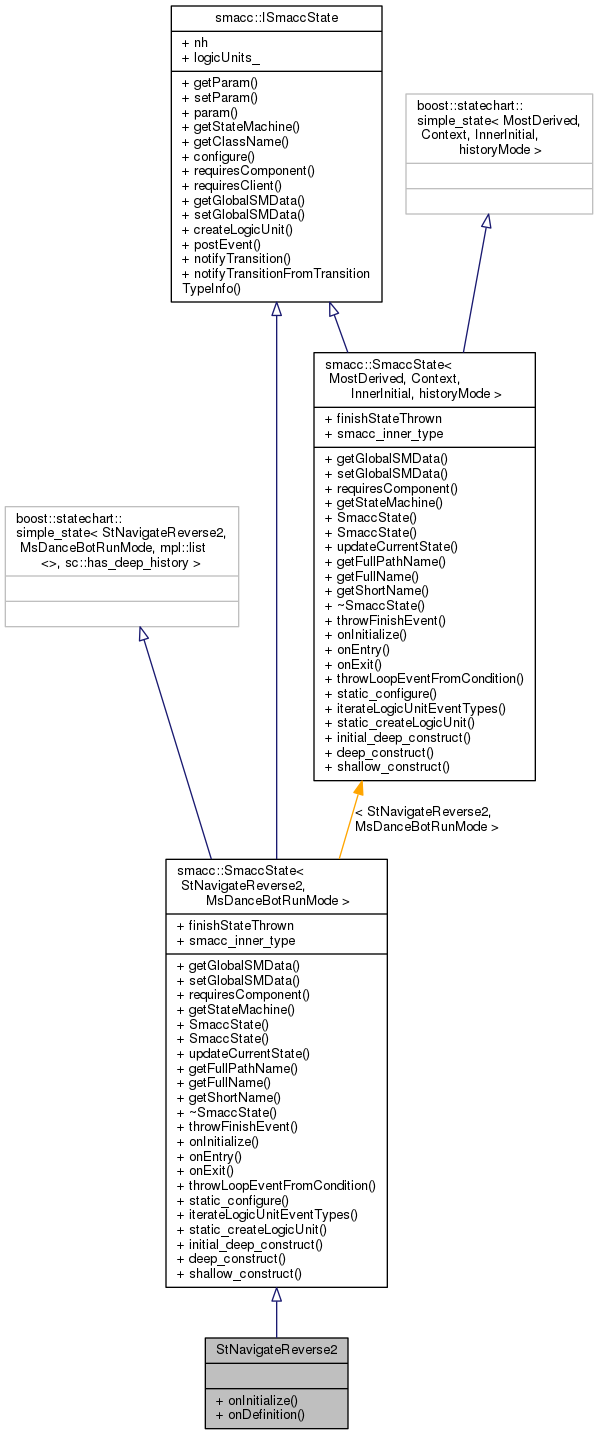 smacc::ISmaccState
+ nh
+ logicUnits_
+ getParam()
+ setParam()
+ param()
+ getStateMachine()
+ getClassName()
+ configure()
+ requiresComponent()
+ requiresClient()
+ getGlobalSMData()
+ setGlobalSMData()
+ createLogicUnit()
+ postEvent()
+ notifyTransition()
+ notifyTransitionFromTransition
TypeInfo()
boost::statechart::
simple_state< MostDerived,
Context, InnerInitial,
historyMode >
smacc::SmaccState<
MostDerived, Context,
InnerInitial, historyMode >
+ finishStateThrown
+ smacc_inner_type
+ getGlobalSMData()
+ setGlobalSMData()
+ requiresComponent()
+ getStateMachine()
+ SmaccState()
+ SmaccState()
+ updateCurrentState()
+ getFullPathName()
+ getFullName()
+ getShortName()
+ ~SmaccState()
+ throwFinishEvent()
+ onInitialize()
+ onEntry()
+ onExit()
+ throwLoopEventFromCondition()
+ static_configure()
+ iterateLogicUnitEventTypes()
+ static_createLogicUnit()
+ initial_deep_construct()
+ deep_construct()
+ shallow_construct()
boost::statechart::
simple_state< StNavigateReverse2,
MsDanceBotRunMode, mpl::list
<>, sc::has_deep_history >
< StNavigateReverse2,
MsDanceBotRunMode >
smacc::SmaccState<
StNavigateReverse2,
MsDanceBotRunMode >
+ finishStateThrown
+ smacc_inner_type
+ getGlobalSMData()
+ setGlobalSMData()
+ requiresComponent()
+ getStateMachine()
+ SmaccState()
+ SmaccState()
+ updateCurrentState()
+ getFullPathName()
+ getFullName()
+ getShortName()
+ ~SmaccState()
+ throwFinishEvent()
+ onInitialize()
+ onEntry()
+ onExit()
+ throwLoopEventFromCondition()
+ static_configure()
+ iterateLogicUnitEventTypes()
+ static_createLogicUnit()
+ initial_deep_construct()
+ deep_construct()
+ shallow_construct()
StNavigateReverse2
+ onInitialize()
+ onDefinition()